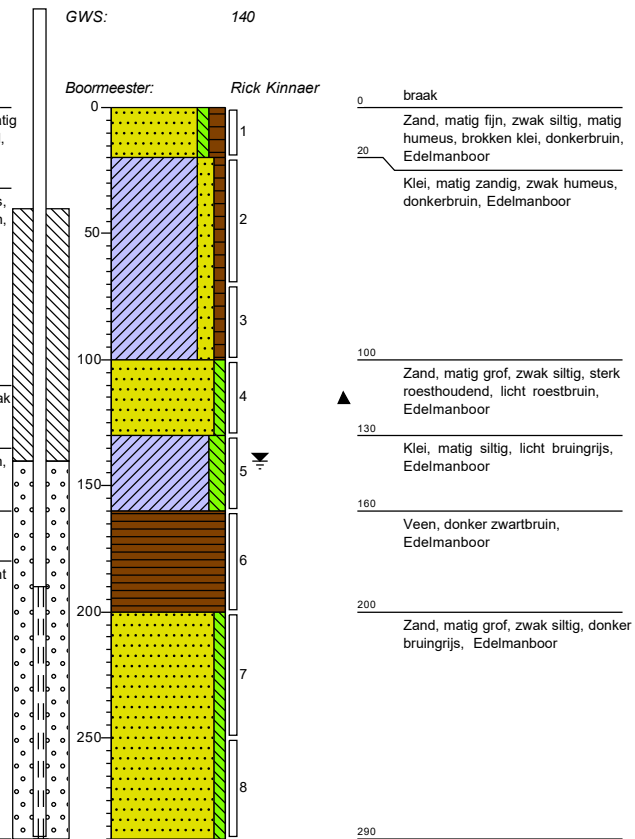 GWS: 140
Boormeester: Rick Kinnaer
0
50
100
150
200
250
1
2
3
4
5
6
7
8
0 braak
Zand, matig fijn, zwak siltig, matig
humeus, brokken klei, donkerbruin,
Edelmanboor
20
Klei, matig zandig, zwak humeus,
donkerbruin, Edelmanboor
100
Zand, matig grof, zwak siltig, sterk
roesthoudend, licht roestbruin,
Edelmanboor
130
Klei, matig siltig, licht bruingrijs,
Edelmanboor
160
Veen, donker zwartbruin,
Edelmanboor
200
Zand, matig grof, zwak siltig, donker
bruingrijs, Edelmanboor
290